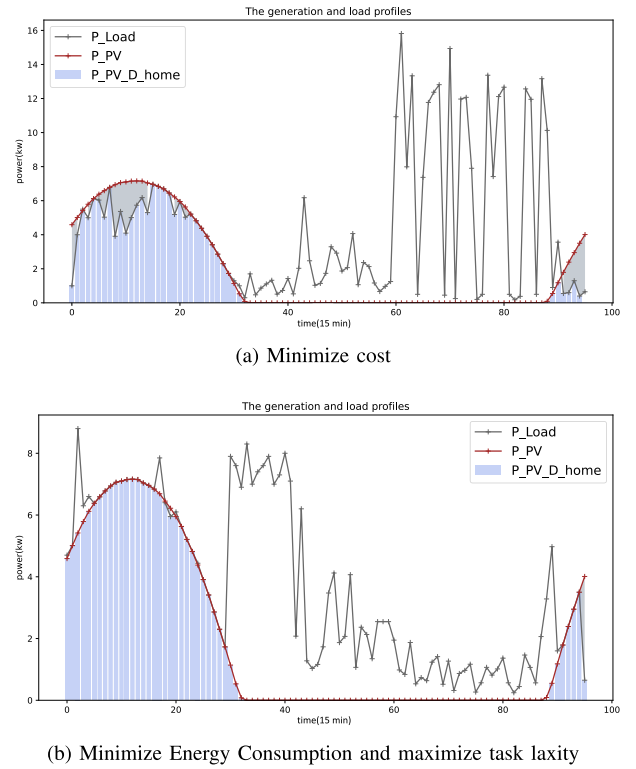 The generation and load profiles
P_Load
P_PV
P_PV_D_home
power(kw)
16
14
12
10
8
6
4
2
0
0 20 40 60 80 100
time(15 min)
(a) Minimize cost
The generation and load profiles
P_Load
P_PV
P_PV_D_home
power(kw)
8
6
4
2
0
0 20 40 60 80 100
time(15 min)
(b) Minimize Energy Consumption and maximize task laxity